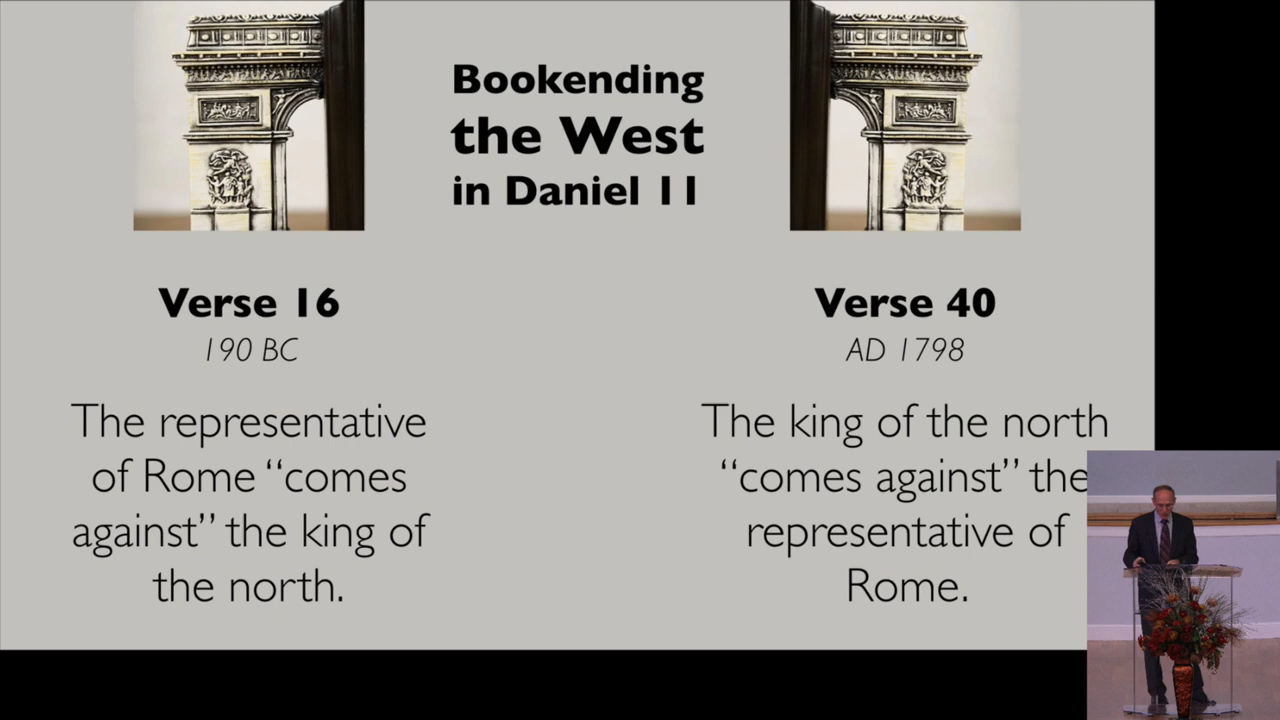 Bookending
the West
in Daniel 11
Verse 16
190 BC
The representative
of Rome “comes
against” the king of
the north.
Verse 40
AD 1798
The king of the north
“comes against” the
representative of
Rome.